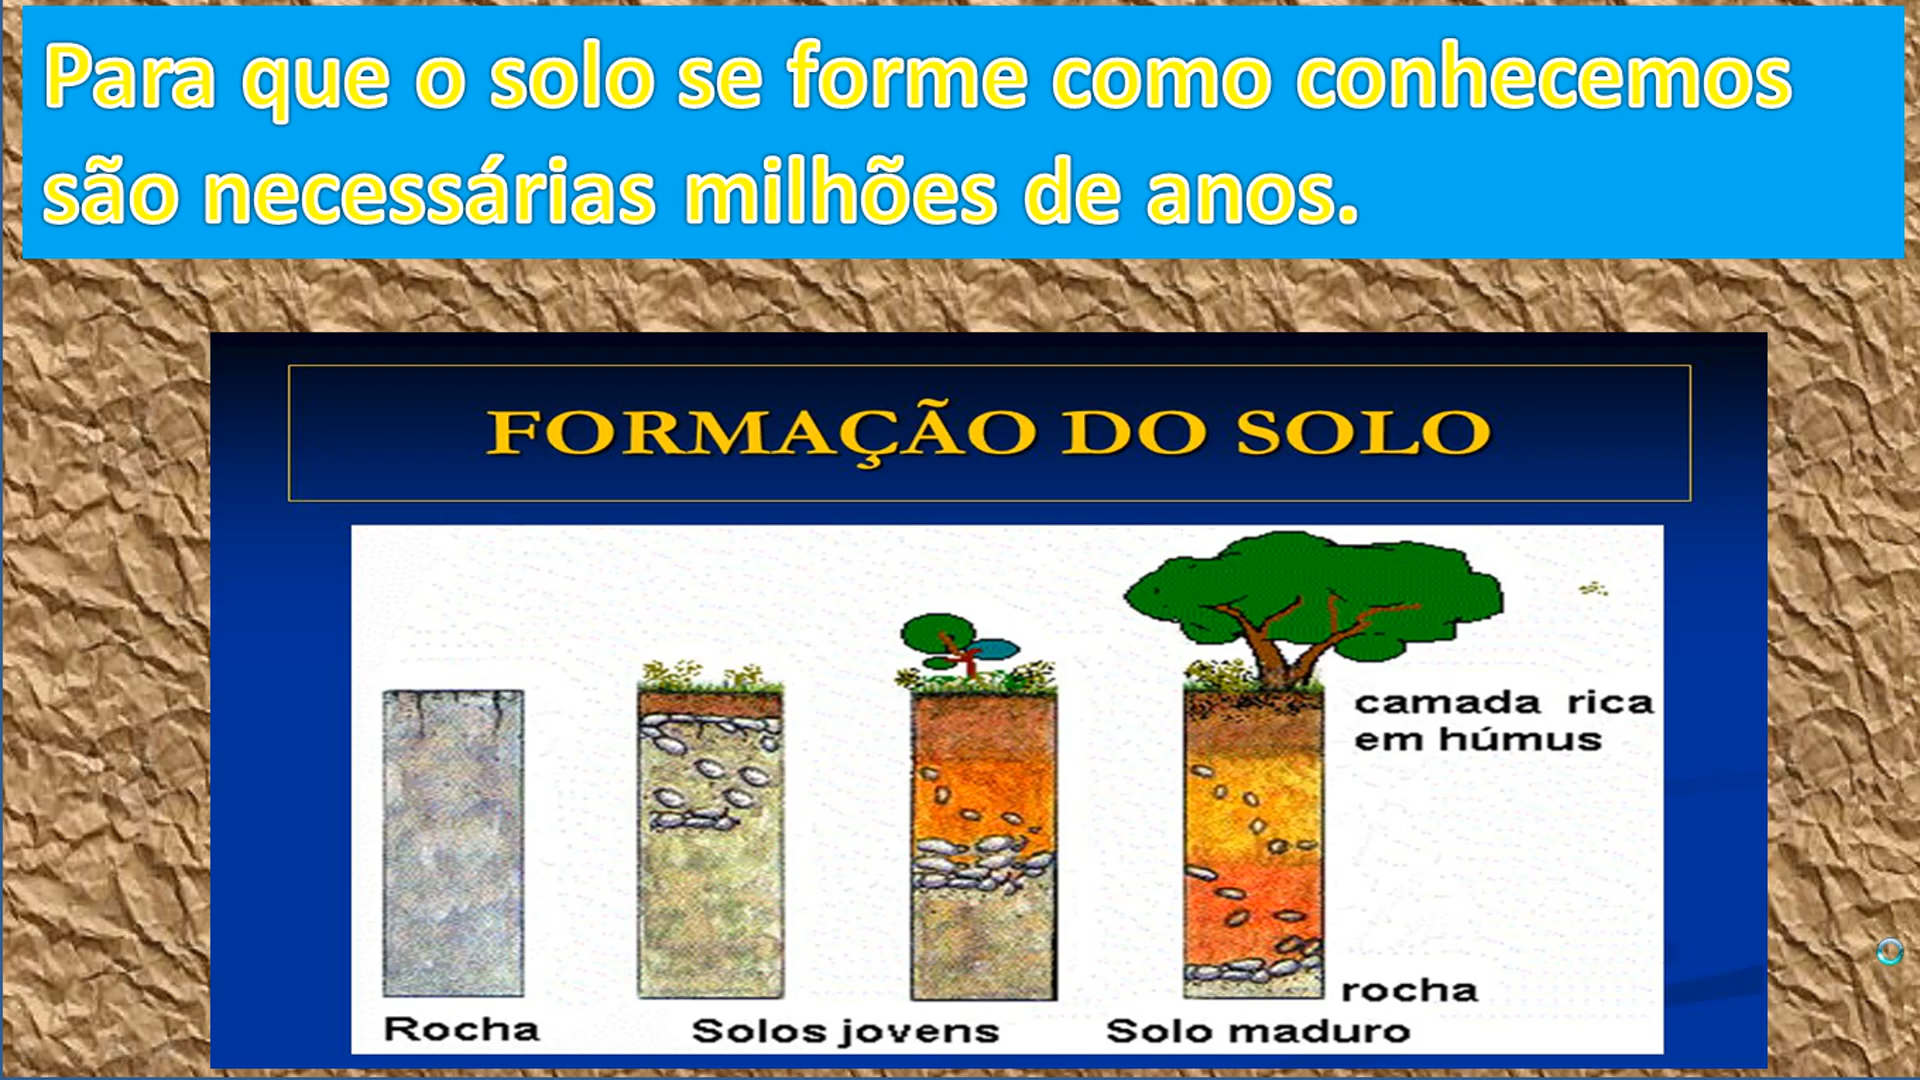 Para que o solo se forme como conhecemos
são necessárias milhões de anos.
FORMAÇÃO DO SOLO
camada rica
em húmus
rocha
Rocha
Solos jovens
Solo maduro